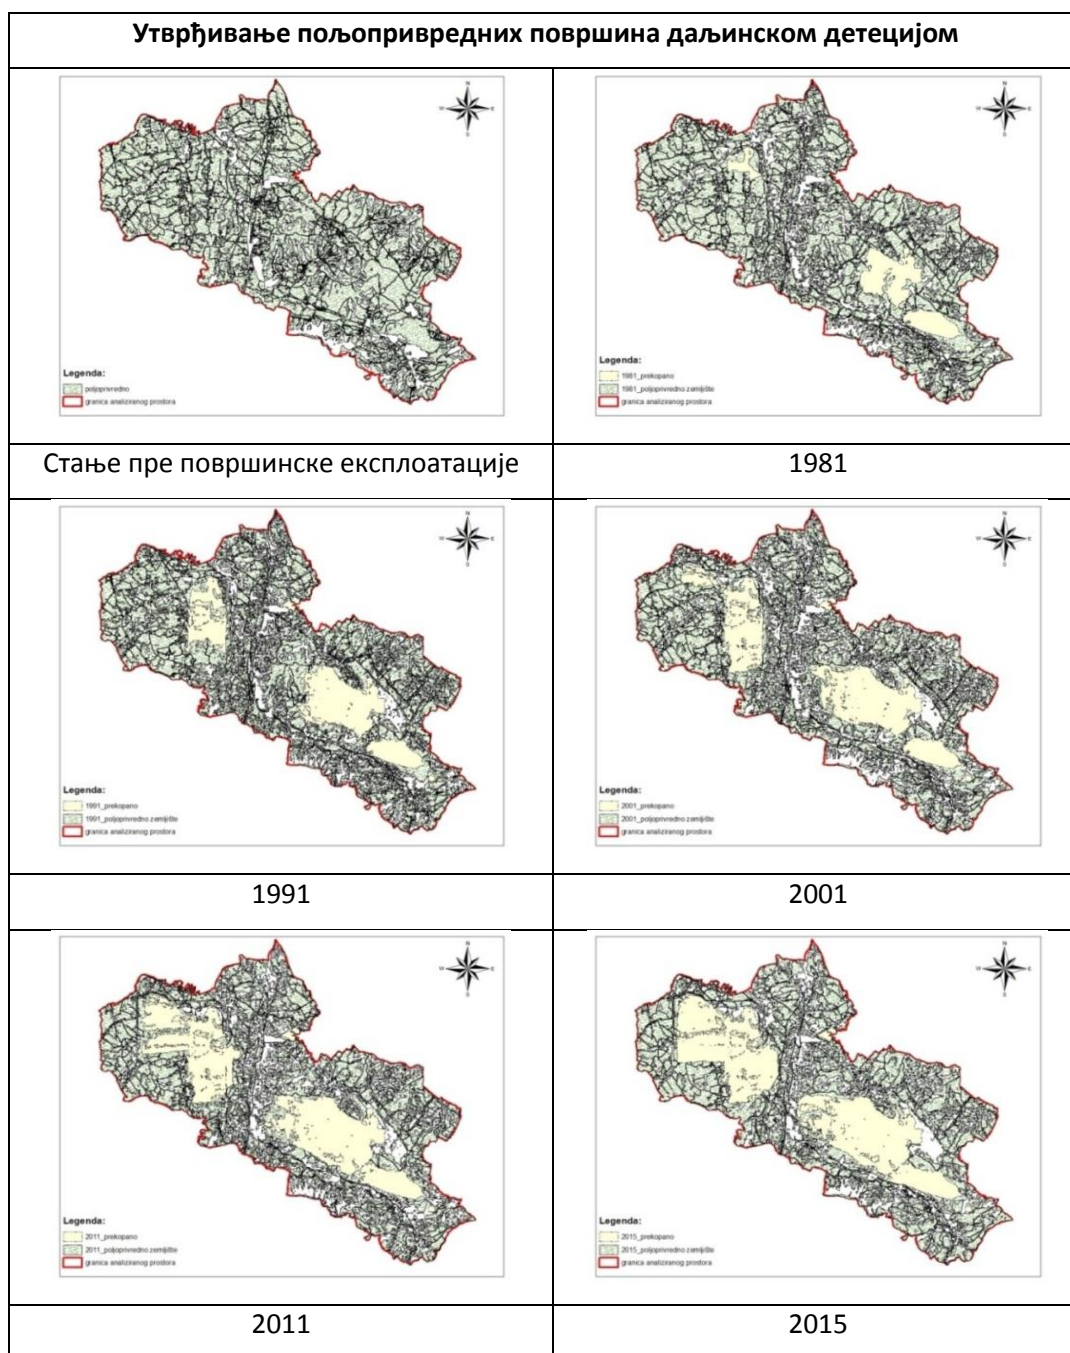 Утврђивање пољопривредних површина даљинском детецијом
N
W E
S
Legenda:
poljoprivredno
granica analiziranog prostora
N
W E
S
Legenda:
1981_prekopano
1981_poljoprivredno zemljište
granica analiziranog prostora
Стање пре површинске експлоатације
1981
N
W E
S
Legenda:
1991_prekopano
1991_poljoprivredno zemljište
granica analiziranog prostora
N
W E
S
Legenda:
2001_prekopano
2001_poljoprivredno zemljište
granica analiziranog prostora
1991
2001
N
W E
S
Legenda:
2011_prekopano
2011_poljoprivredno zemljište
granica analiziranog prostora
N
W E
S
Legenda:
2015_prekopano
2015_poljoprivredno zemljište
granica analiziranog prostora
2011
2015